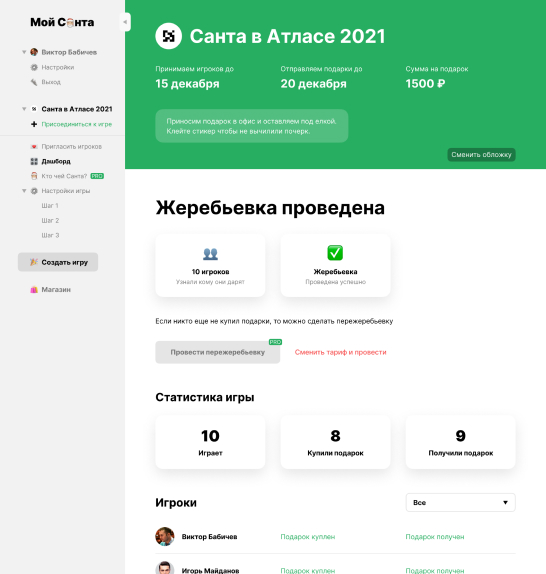 Мой Санта
Виктор Бабичев
Настройки
Выход
Санта в Атласе 2021
Присоединиться к игре
Пригласить игроков
Дашборд
Кто чей Санта? PRO
Настройки игры
Шаг 1
Шаг 2
Шаг 3
Создать игру
Магазин
Санта в Атласе 2021
Принимаем игроков до
15 декабря
Отправляем подарки до
20 декабря
Сумма на подарок
1500 ₽
Приносим подарок в офис и оставляем под елкой.
Клейте стикер чтобы не вычилили почерк.
Сменить обложку
Жеребьевка проведена
10 игроков
Узнали кому они дарят
Жеребьевка
Проведена успешно
Если никто еще не купил подарки, то можно сделать пережеребьевку
Провести пережеребьевку PRO
Сменить тариф и провести
Статистика игры
10
Играет
8
Купили подарок
9
Получили подарок
Игроки
Все
Виктор Бабичев Подарок куплен Подарок получен
Игорь Майданов Подарок куплен Подарок получен